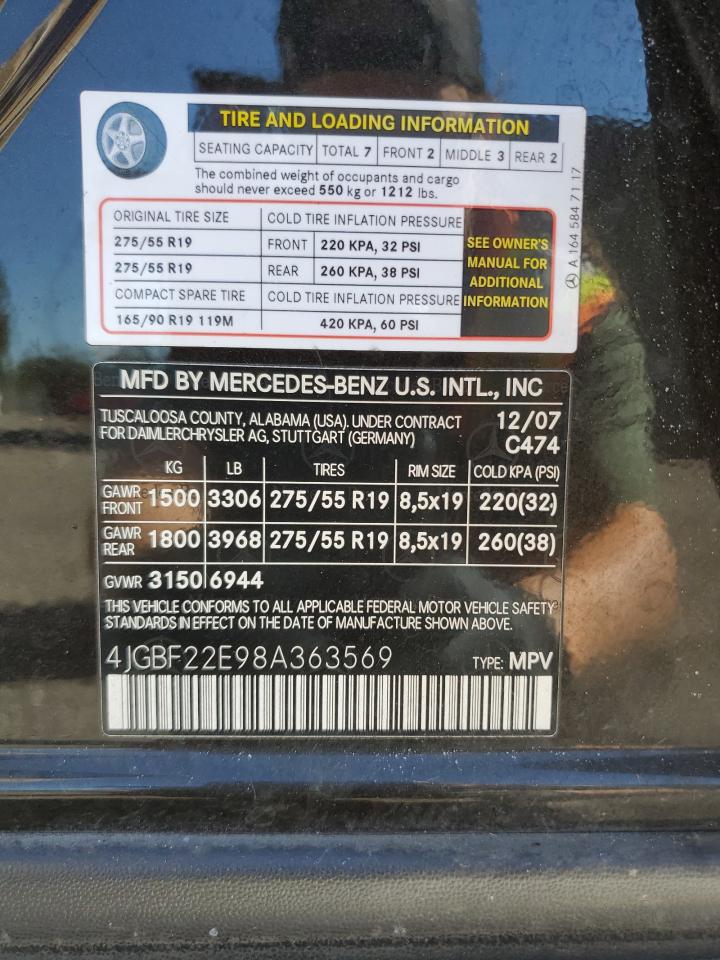 TIRE AND LOADING INFORMATION
SEATING CAPACITY TOTAL 7 FRONT 2 MIDDLE 3 REAR 2
The combined weight of occupants and cargo
should never exceed 550 kg or 1212 lbs.
ORIGINAL TIRE SIZE COLD TIRE INFLATION PRESSURE
275/55 R19 FRONT 220 KPA, 32 PSI
275/55 R19 REAR 260 KPA, 38 PSI
COMPACT SPARE TIRE COLD TIRE INFLATION PRESSURE
165/90 R19 119M 420 KPA, 60 PSI
SEE OWNER'S
MANUAL FOR
ADDITIONAL
INFORMATION
A 164 584 71 17
MFD BY MERCEDES-BENZ U.S. INTL., INC
TUSCALOOSA COUNTY, ALABAMA (USA). UNDER CONTRACT 12/07
FOR DAIMLERCHRYSLER AG, STUTTGART (GERMANY) C474
KG LB TIRES RIM SIZE COLD KPA (PSI)
GAWR
FRONT 1500 3306 275/55 R19 8,5x19 220(32)
GAWR
REAR 1800 3968 275/55 R19 8,5x19 260(38)
GVWR 3150 6944
THIS VEHICLE CONFORMS TO ALL APPLICABLE FEDERAL MOTOR VEHICLE SAFETY
STANDARDS IN EFFECT ON THE DATE OF MANUFACTURE SHOWN ABOVE.
4JGBF22E98A363569 TYPE: MPV